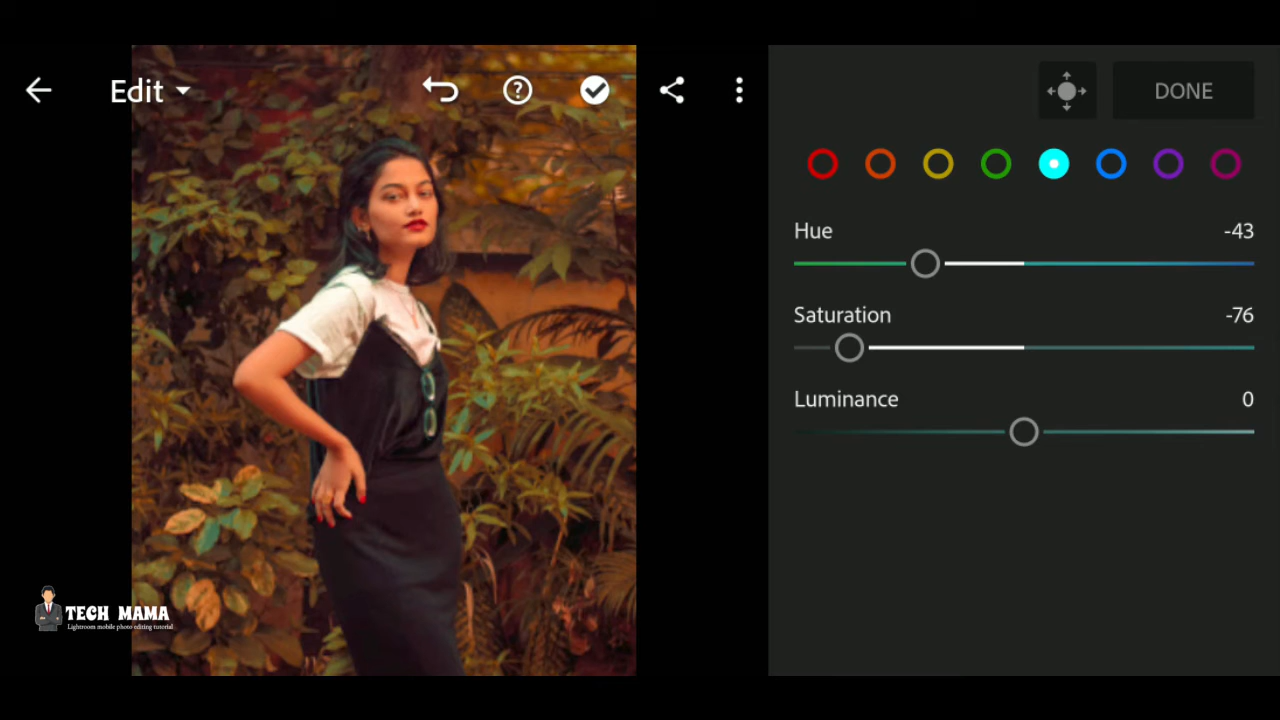 Edit
DONE
Hue
-43
Saturation
-76
Luminance
0
TECH MAMA
Lightroom mobile photo editing tutorial